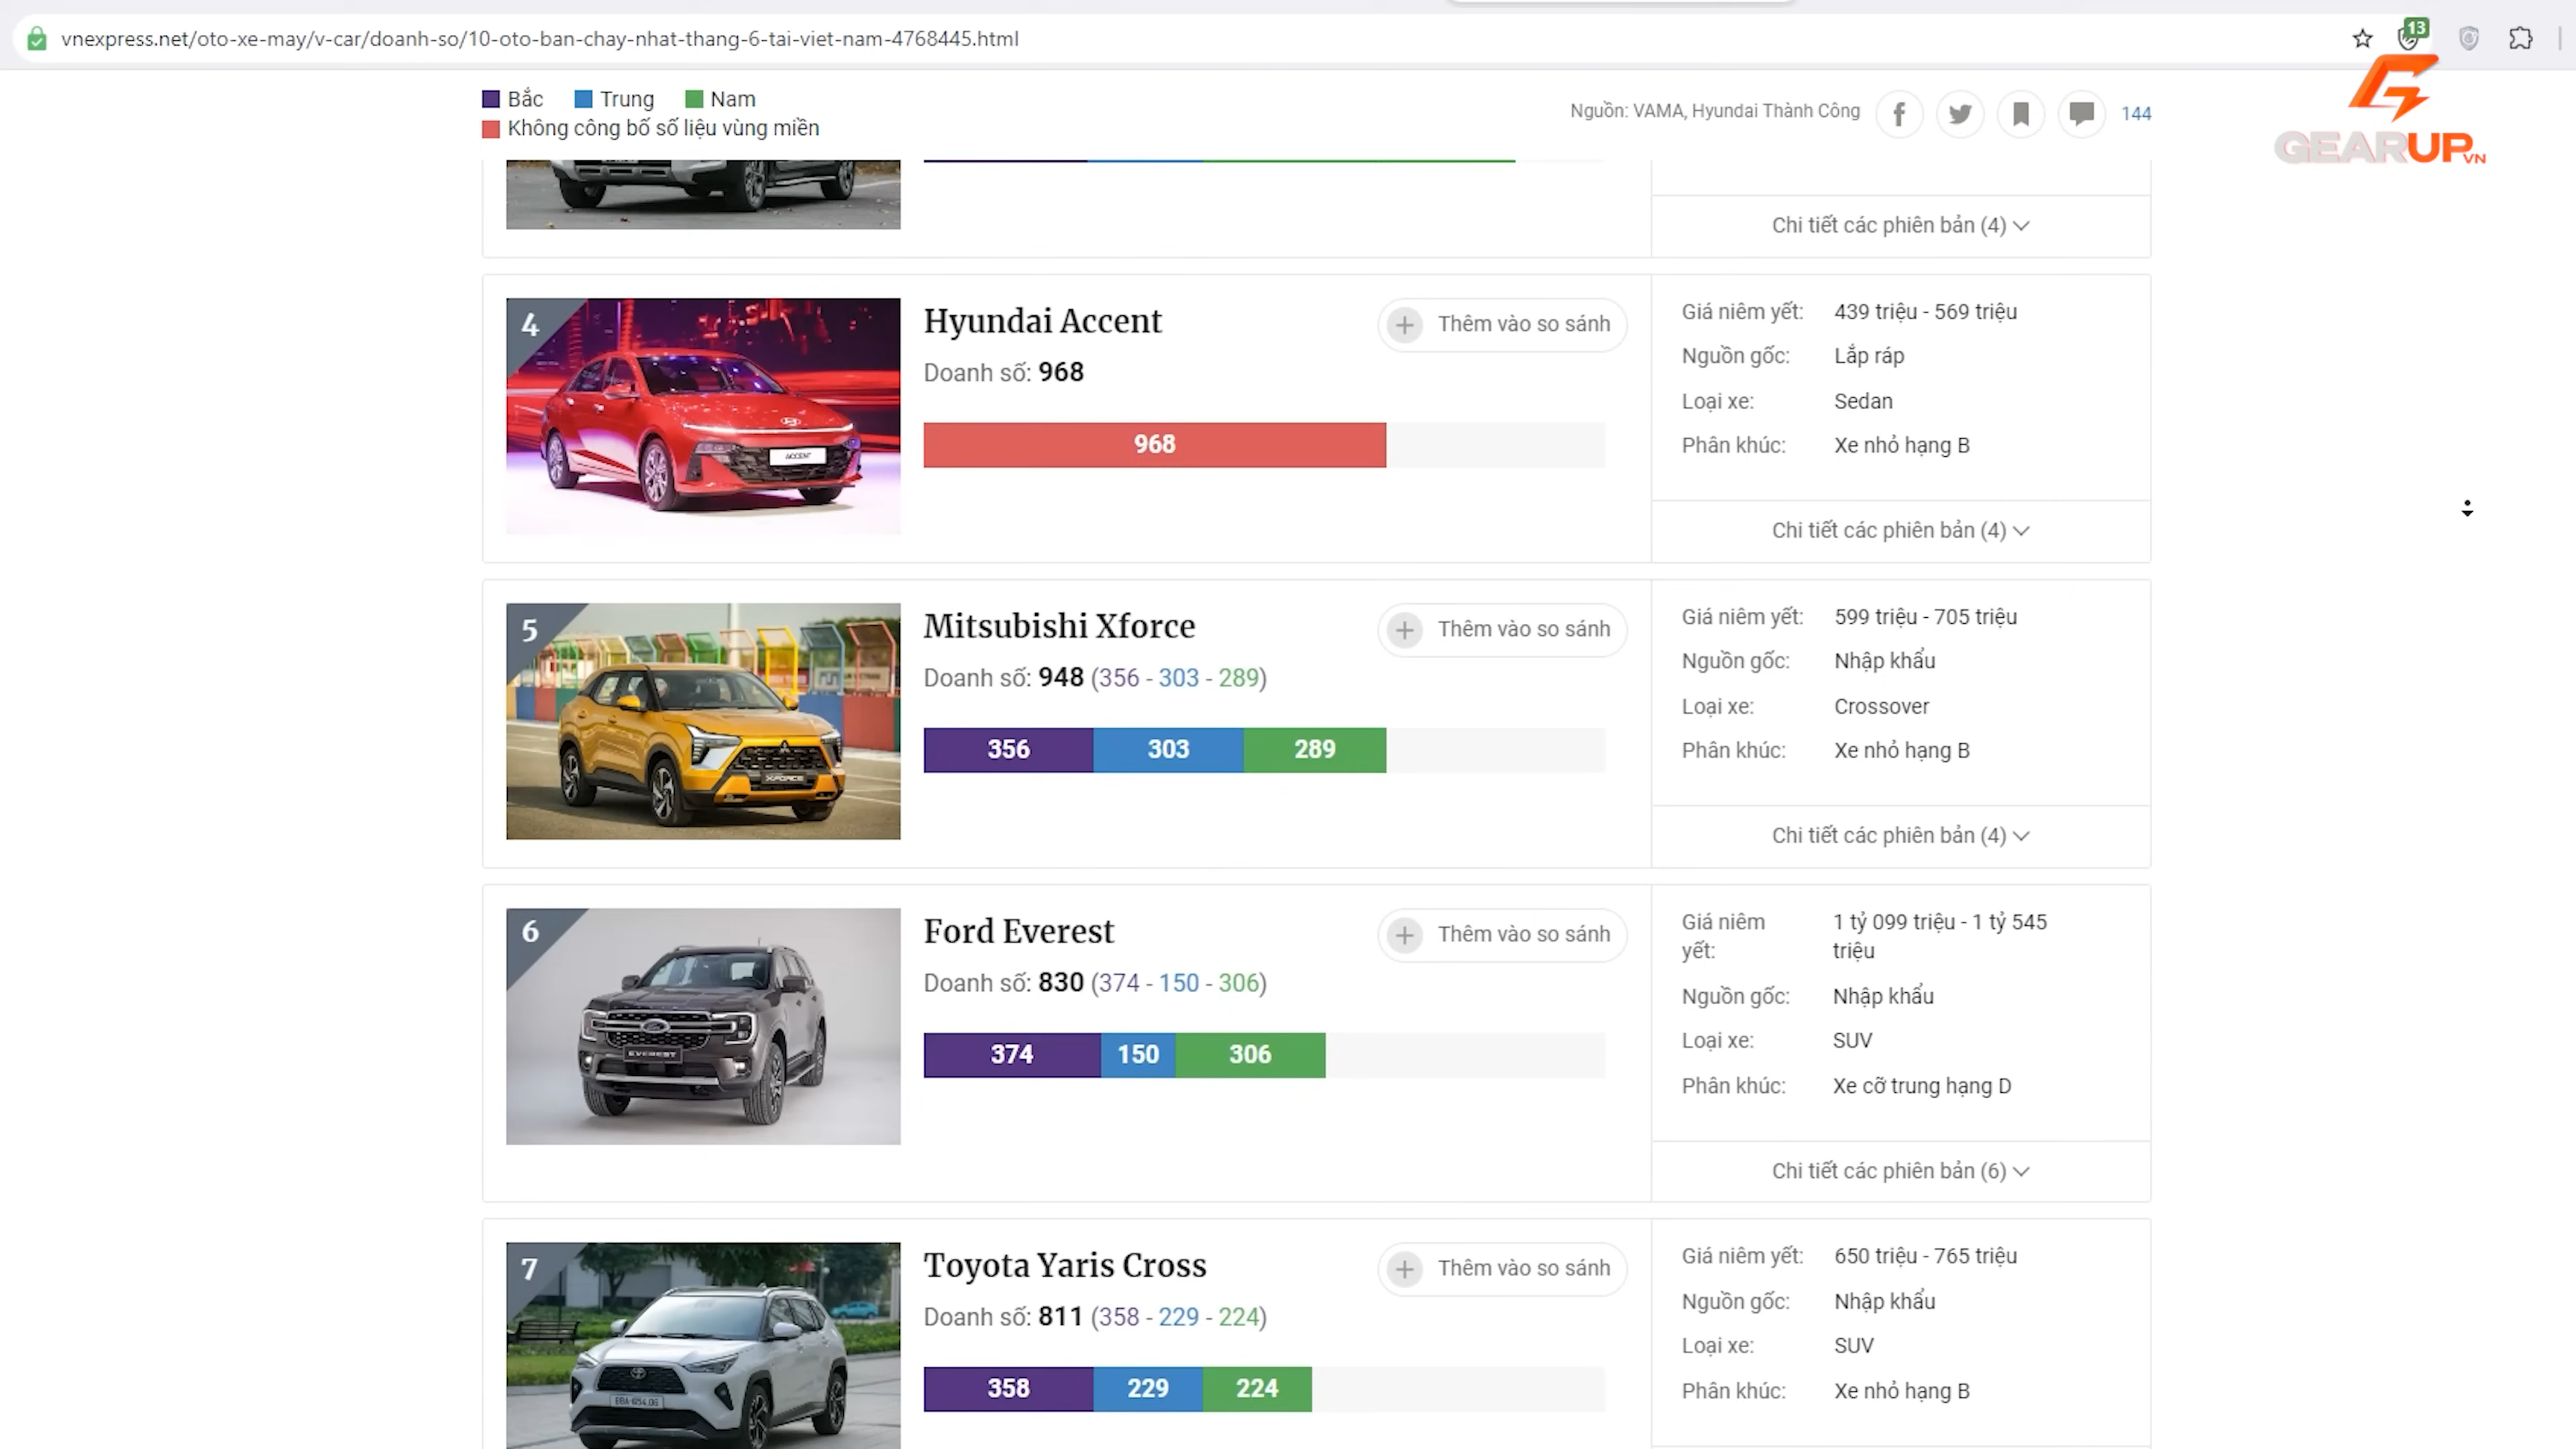 vnexpress.net/oto-xe-may/v-car/doanh-so/10-oto-ban-chay-nhat-thang-6-tai-viet-nam-4768445.html
13
Bắc Trung Nam
Không công bố số liệu vùng miền
Nguồn: VAMA, Hyundai Thành Công
144
GEARUP.VN
Chi tiết các phiên bản (4)
4
ACCENT
Hyundai Accent
Thêm vào so sánh
Doanh số: 968
968
Giá niêm yết: 439 triệu - 569 triệu
Nguồn gốc: Lắp ráp
Loại xe: Sedan
Phân khúc: Xe nhỏ hạng B
Chi tiết các phiên bản (4)
5
XFORCE
Mitsubishi Xforce
Thêm vào so sánh
Doanh số: 948 (356 - 303 - 289)
356 303 289
Giá niêm yết: 599 triệu - 705 triệu
Nguồn gốc: Nhập khẩu
Loại xe: Crossover
Phân khúc: Xe nhỏ hạng B
Chi tiết các phiên bản (4)
6
EVEREST
Ford Everest
Thêm vào so sánh
Doanh số: 830 (374 - 150 - 306)
374 150 306
Giá niêm yết: 1 tỷ 099 triệu - 1 tỷ 545 triệu
Nguồn gốc: Nhập khẩu
Loại xe: SUV
Phân khúc: Xe cỡ trung hạng D
Chi tiết các phiên bản (6)
7
Toyota Yaris Cross
Thêm vào so sánh
Doanh số: 811 (358 - 229 - 224)
358 229 224
Giá niêm yết: 650 triệu - 765 triệu
Nguồn gốc: Nhập khẩu
Loại xe: SUV
Phân khúc: Xe nhỏ hạng B